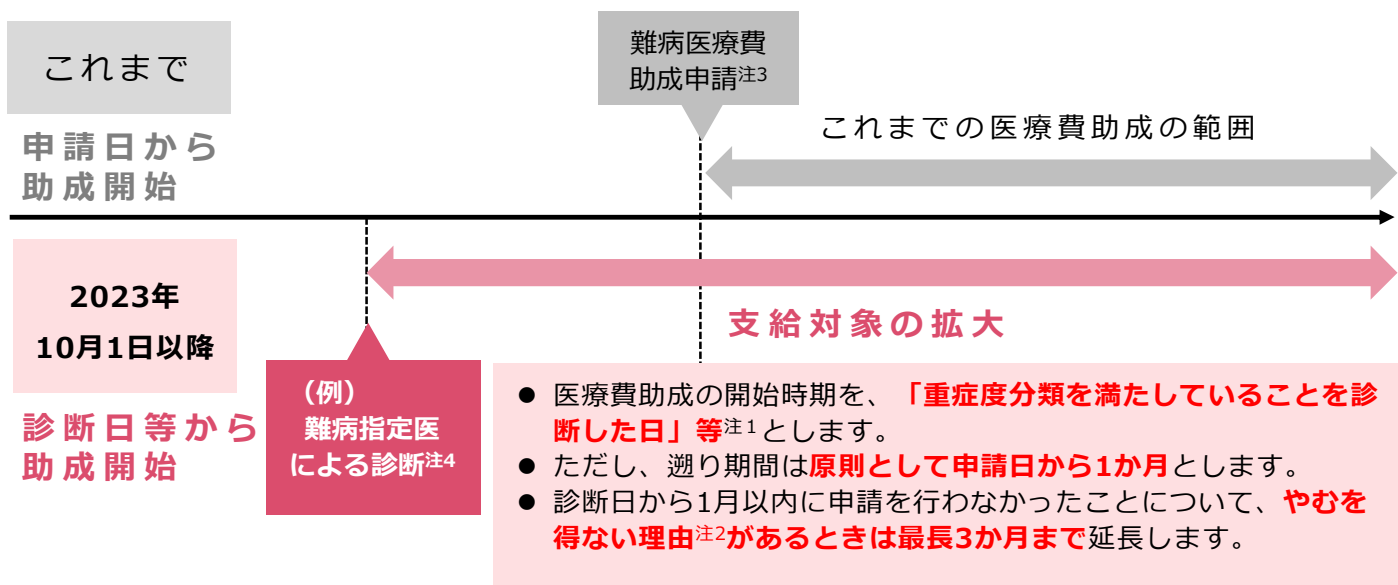 これまで
申請日から
助成開始
難病医療費
助成申請注3
これまでの医療費助成の範囲
2023年
10月1日以降
診断日等から
助成開始
支給対象の拡大
（例）
難病指定医
による診断注4
● 医療費助成の開始時期を、「重症度分類を満たしていることを診
断した日」等注１とします。
● ただし、遡り期間は原則として申請日から1か月とします。
● 診断日から1月以内に申請を行わなかったことについて、やむを
得ない理由注2があるときは最長3か月まで延長します。